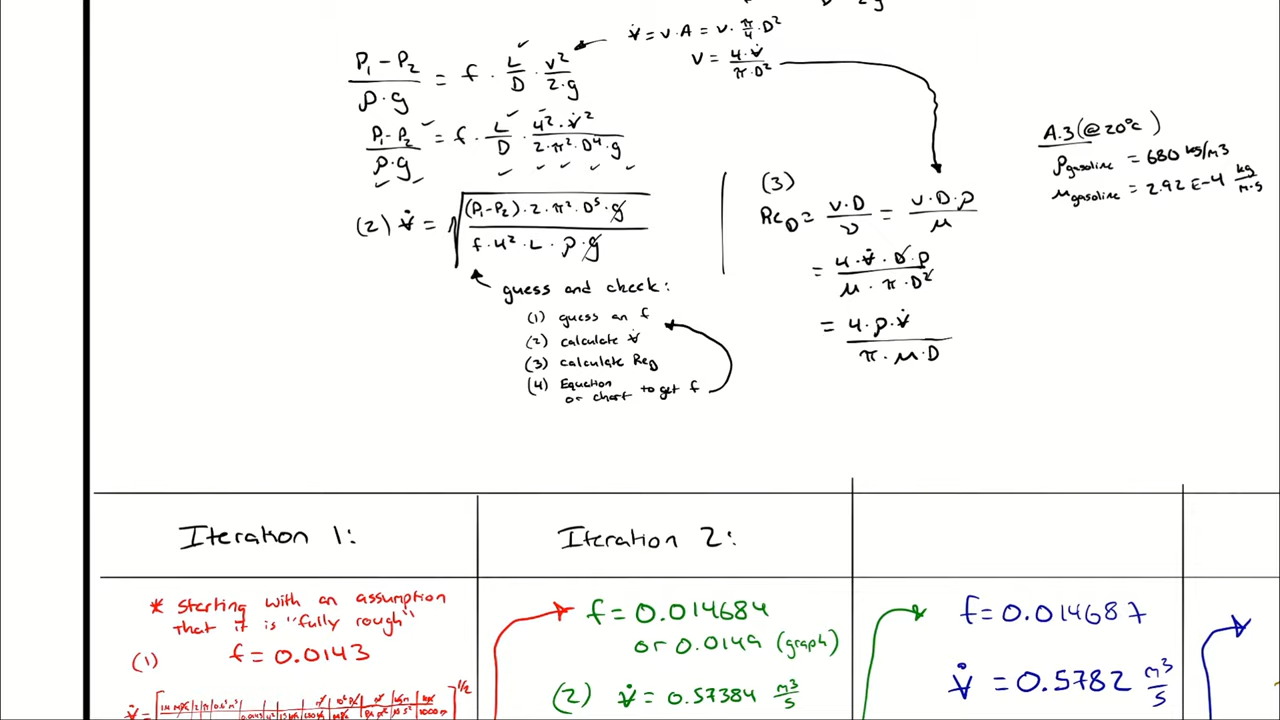 V̇ = v·A = v·π/4·D²
v = 4·V̇ / π·D²
P₁-P₂ / ρ·g = f · L/D · v²/2·g
P₁-P₂ / ρ·g = f · L/D · 4²·V̇² / 2·π²·D⁴·g
(2) V̇ = √((P₁-P₂)·2·π²·D⁵·g / f·4²·L·ρ·g)
guess and check:
(1) guess an f
(2) calculate V̇
(3) calculate Re_D
(4) Equation
or chart to get f
(3)
Re_D = v·D / ν = v·D·ρ / μ
= 4·V̇·D·ρ / μ·π·D²
= 4·ρ·V̇ / π·μ·D
A.3 (@20°C)
ρgasoline = 680 kg/m3
μgasoline = 2.92 E-4 kg/m·s
Iteration 1:
Iteration 2:
* Starting with an assumption
that it is "fully rough"
(1) f = 0.0143
f = 0.014684
or 0.0149 (graph)
(2) V̇ = 0.57384 m³/s
f = 0.014687
V̇ = 0.5782 m³/s